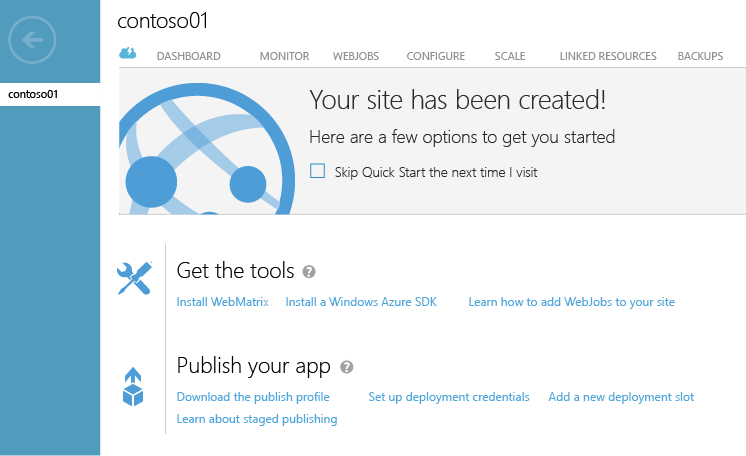 contoso01
DASHBOARD MONITOR WEBJOBS CONFIGURE SCALE LINKED RESOURCES BACKUPS
contoso01
Your site has been created!
Here are a few options to get you started
Skip Quick Start the next time I visit
Get the tools ?
Install WebMatrix Install a Windows Azure SDK Learn how to add WebJobs to your site
Publish your app ?
Download the publish profile Set up deployment credentials Add a new deployment slot
Learn about staged publishing